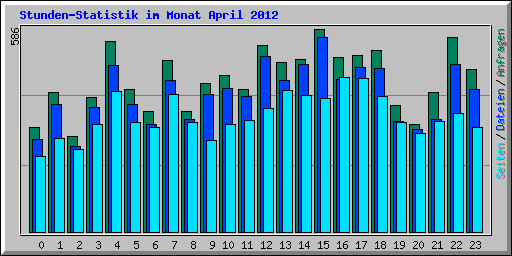 Stunden-Statistik im Monat April 2012
586
Seiten / Dateien / Anfragen
0 1 2 3 4 5 6 7 8 9 10 11 12 13 14 15 16 17 18 19 20 21 22 23